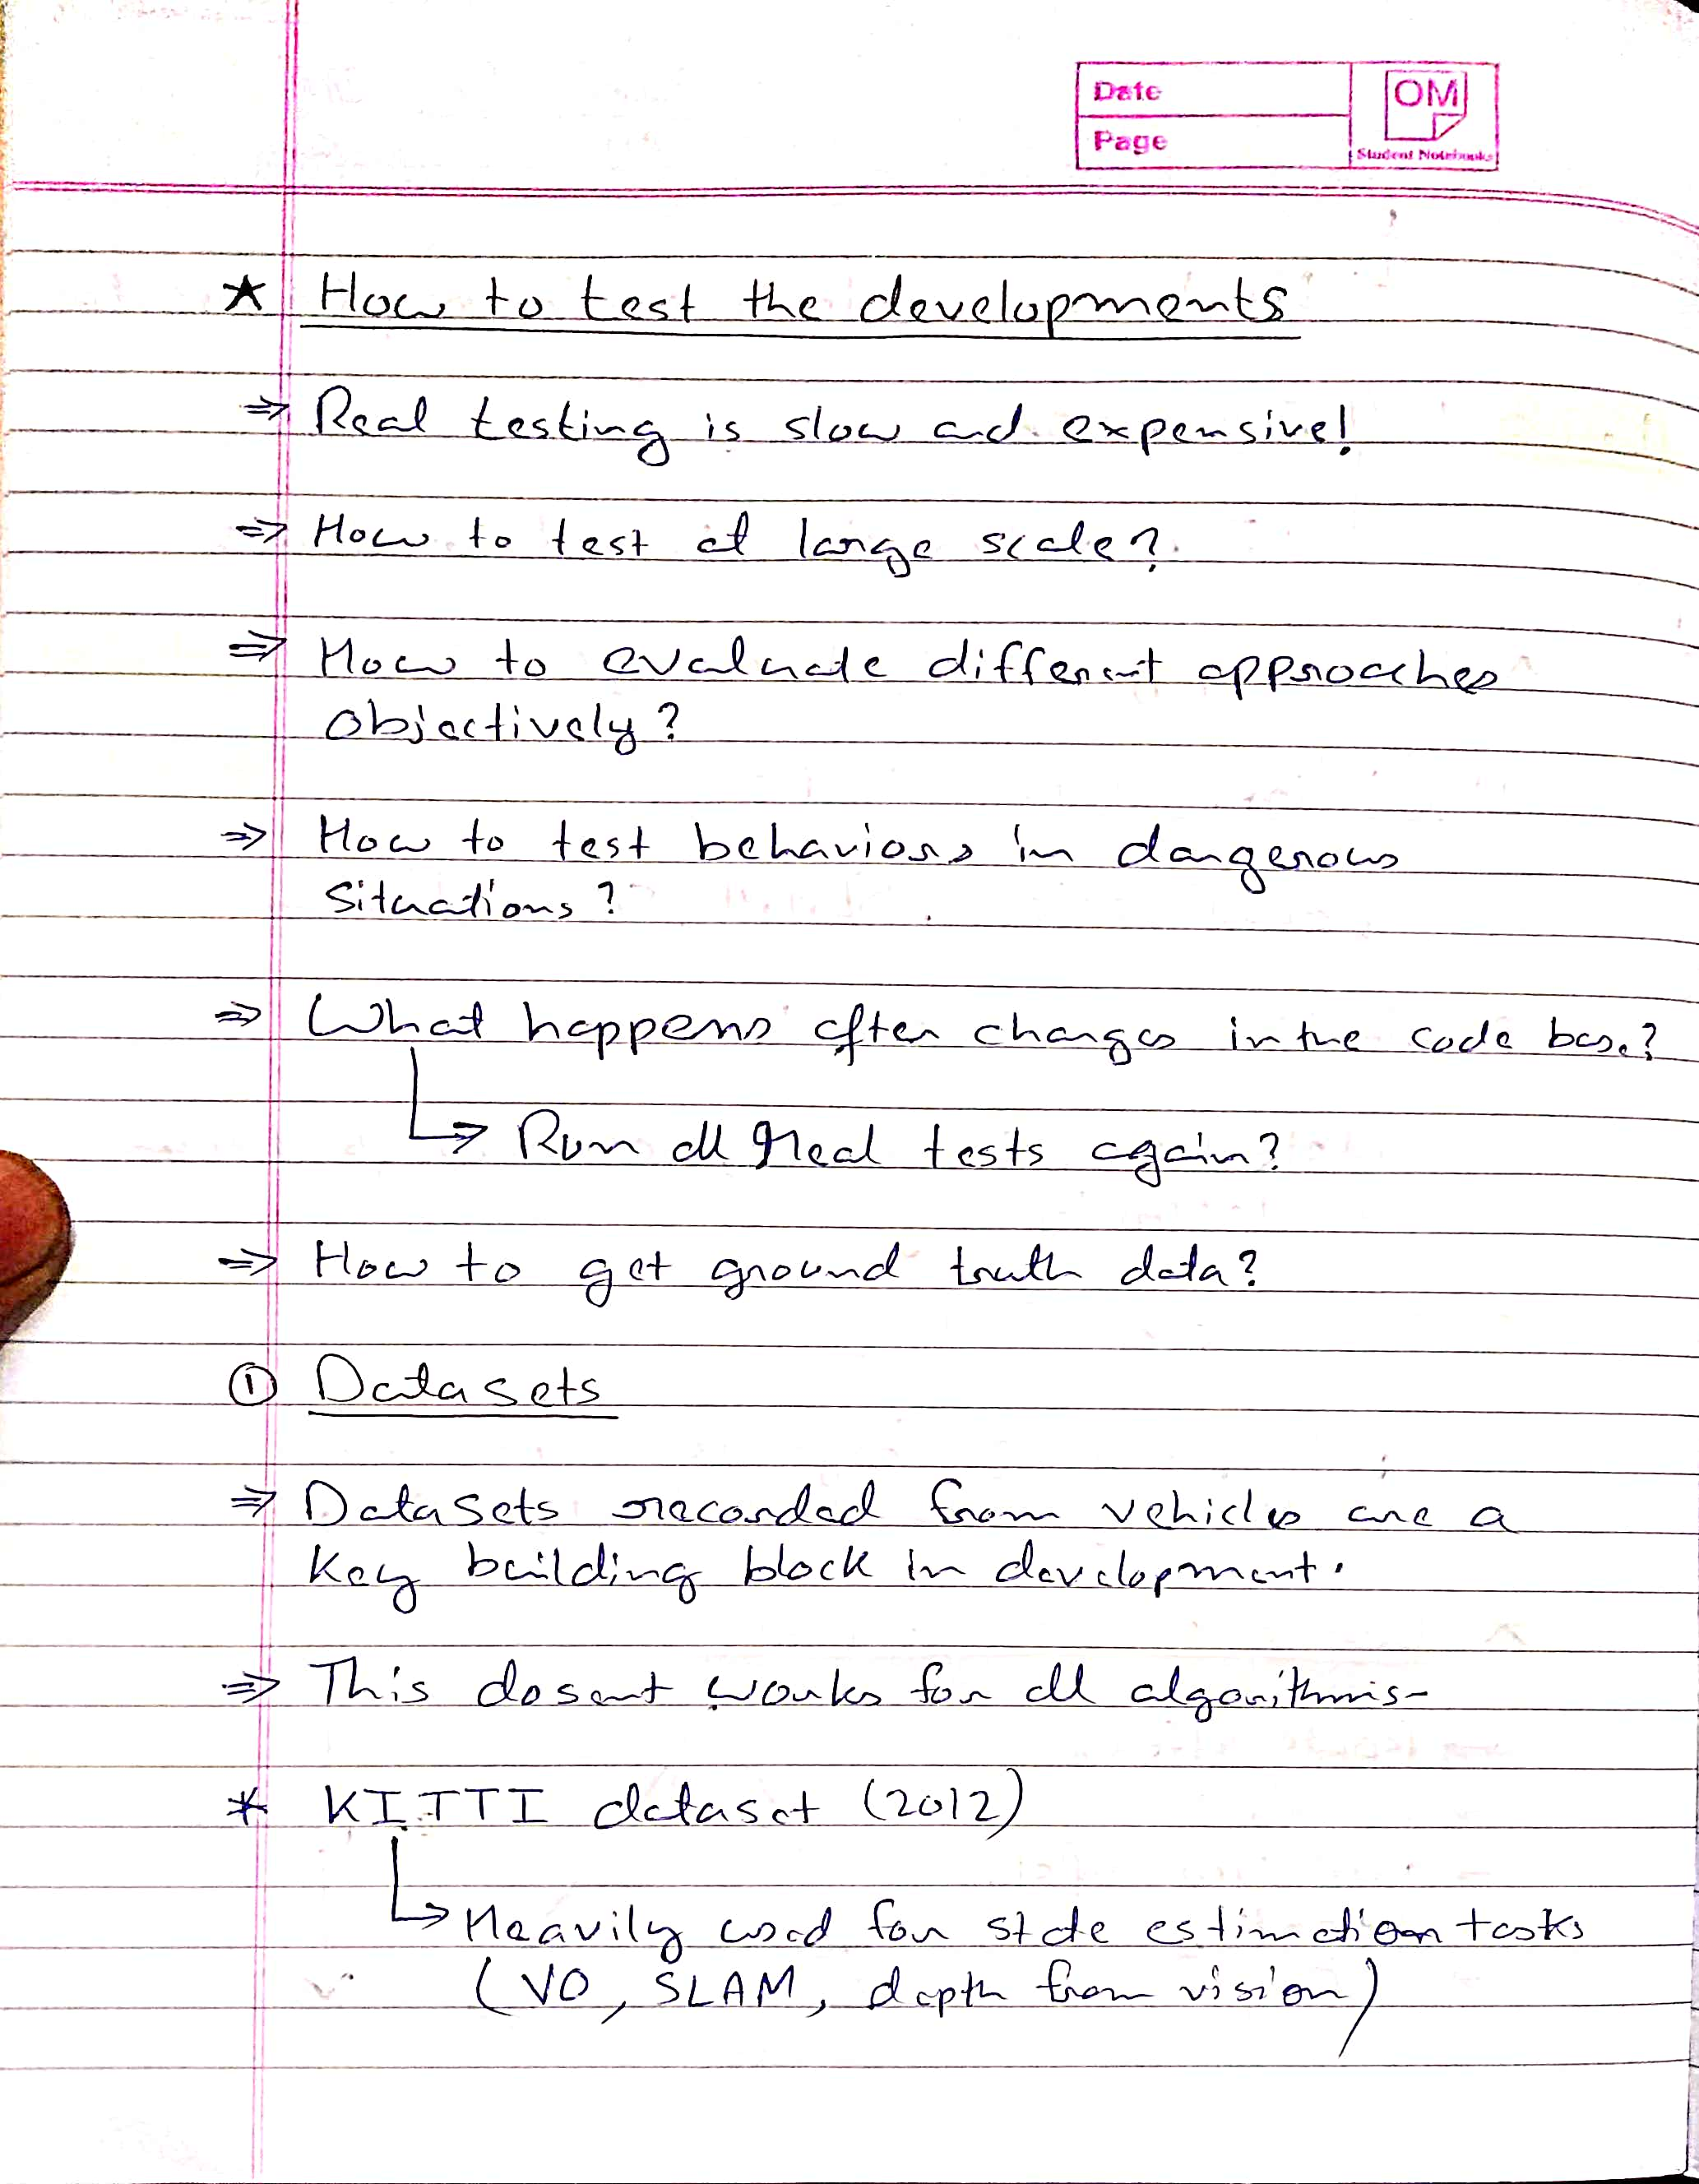 Date
Page
OM
Student Notebooks
★ How to test the developments
⇒ Real testing is slow and expensive!
⇒ How to test at large scale?
⇒ How to evaluate different approaches
objectively?
⇒ How to test behaviors in dangerous
Situations?
⇒ What happens after changes in the code base?
↳ Run all real tests again?
⇒ How to get ground truth data?
① Datasets
⇒ Datasets recorded from vehicles are a
key building block in development.
⇒ This dosent works for all algorithms-
* KITTI dataset (2012)
↳ Heavily used for state estimation tasks
(VO, SLAM, depth from vision)